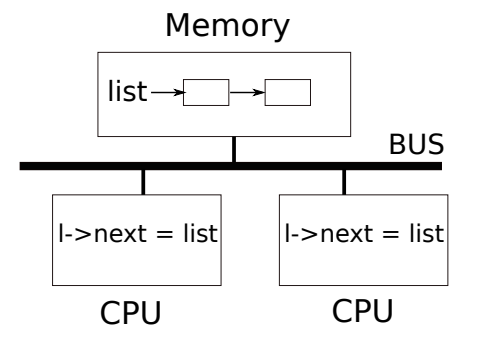 Memory
list
BUS
l->next = list
l->next = list
CPU
CPU